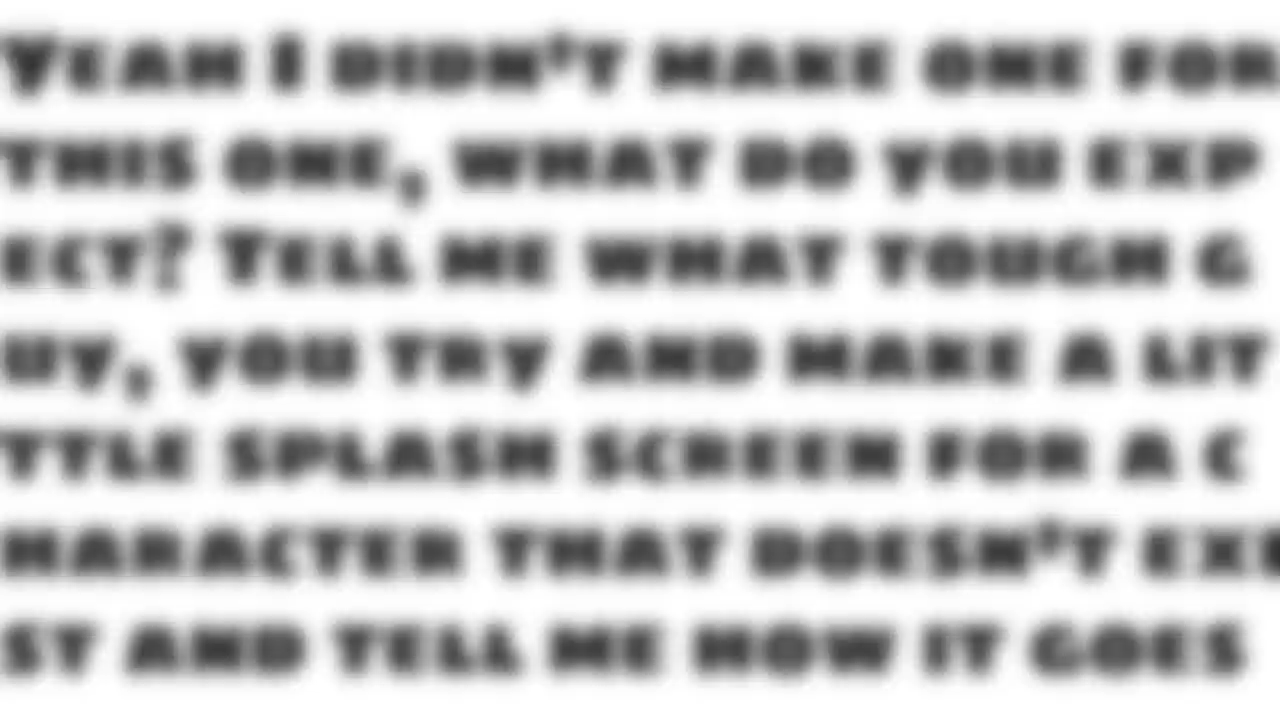 Yeah I didn't make one for
this one, what do you exp
ect? Tell me what tough g
uy, you try and make a lit
ttle splash screen for a c
haracter that doesn't exi
st and tell me how it goes